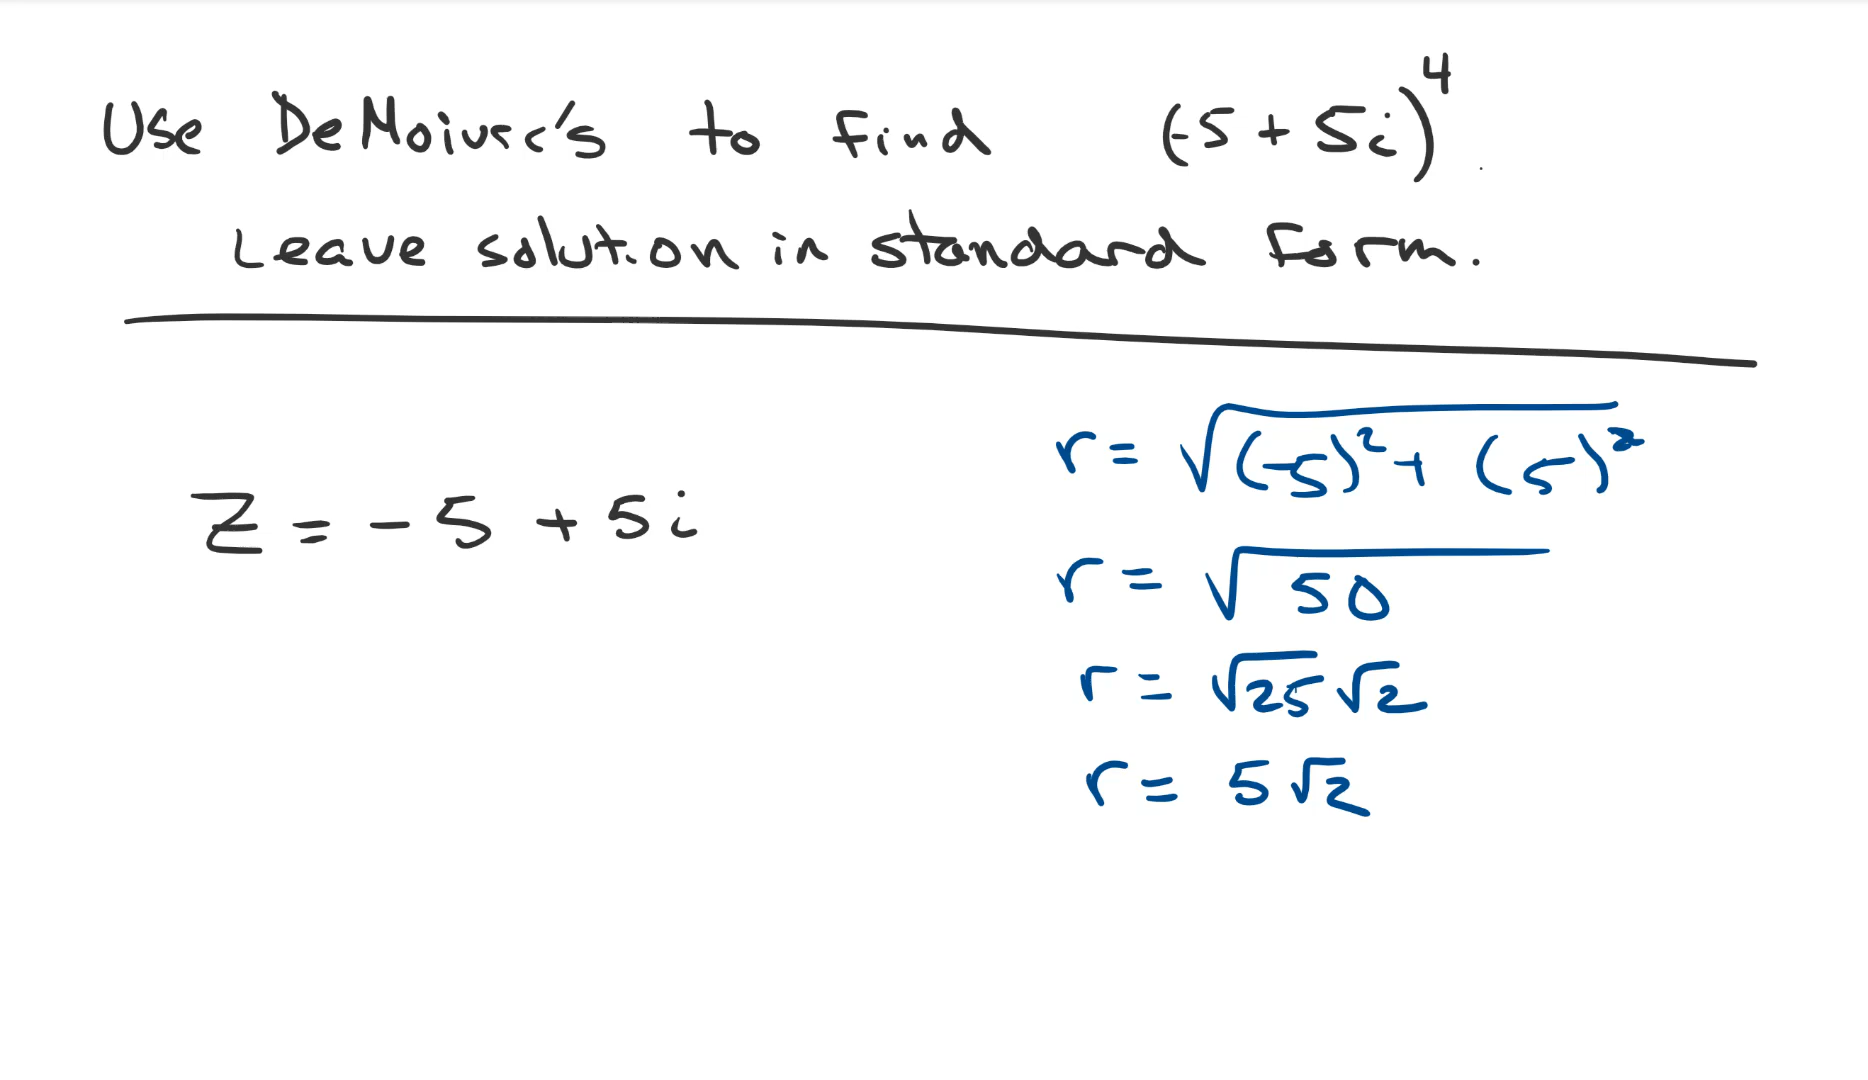 Use DeMoivre's to find (-5 + 5i)^4.
Leave solution in standard form.
z = -5 + 5i
r = √((-5)² + (5)²)
r = √50
r = √25 √2
r = 5√2